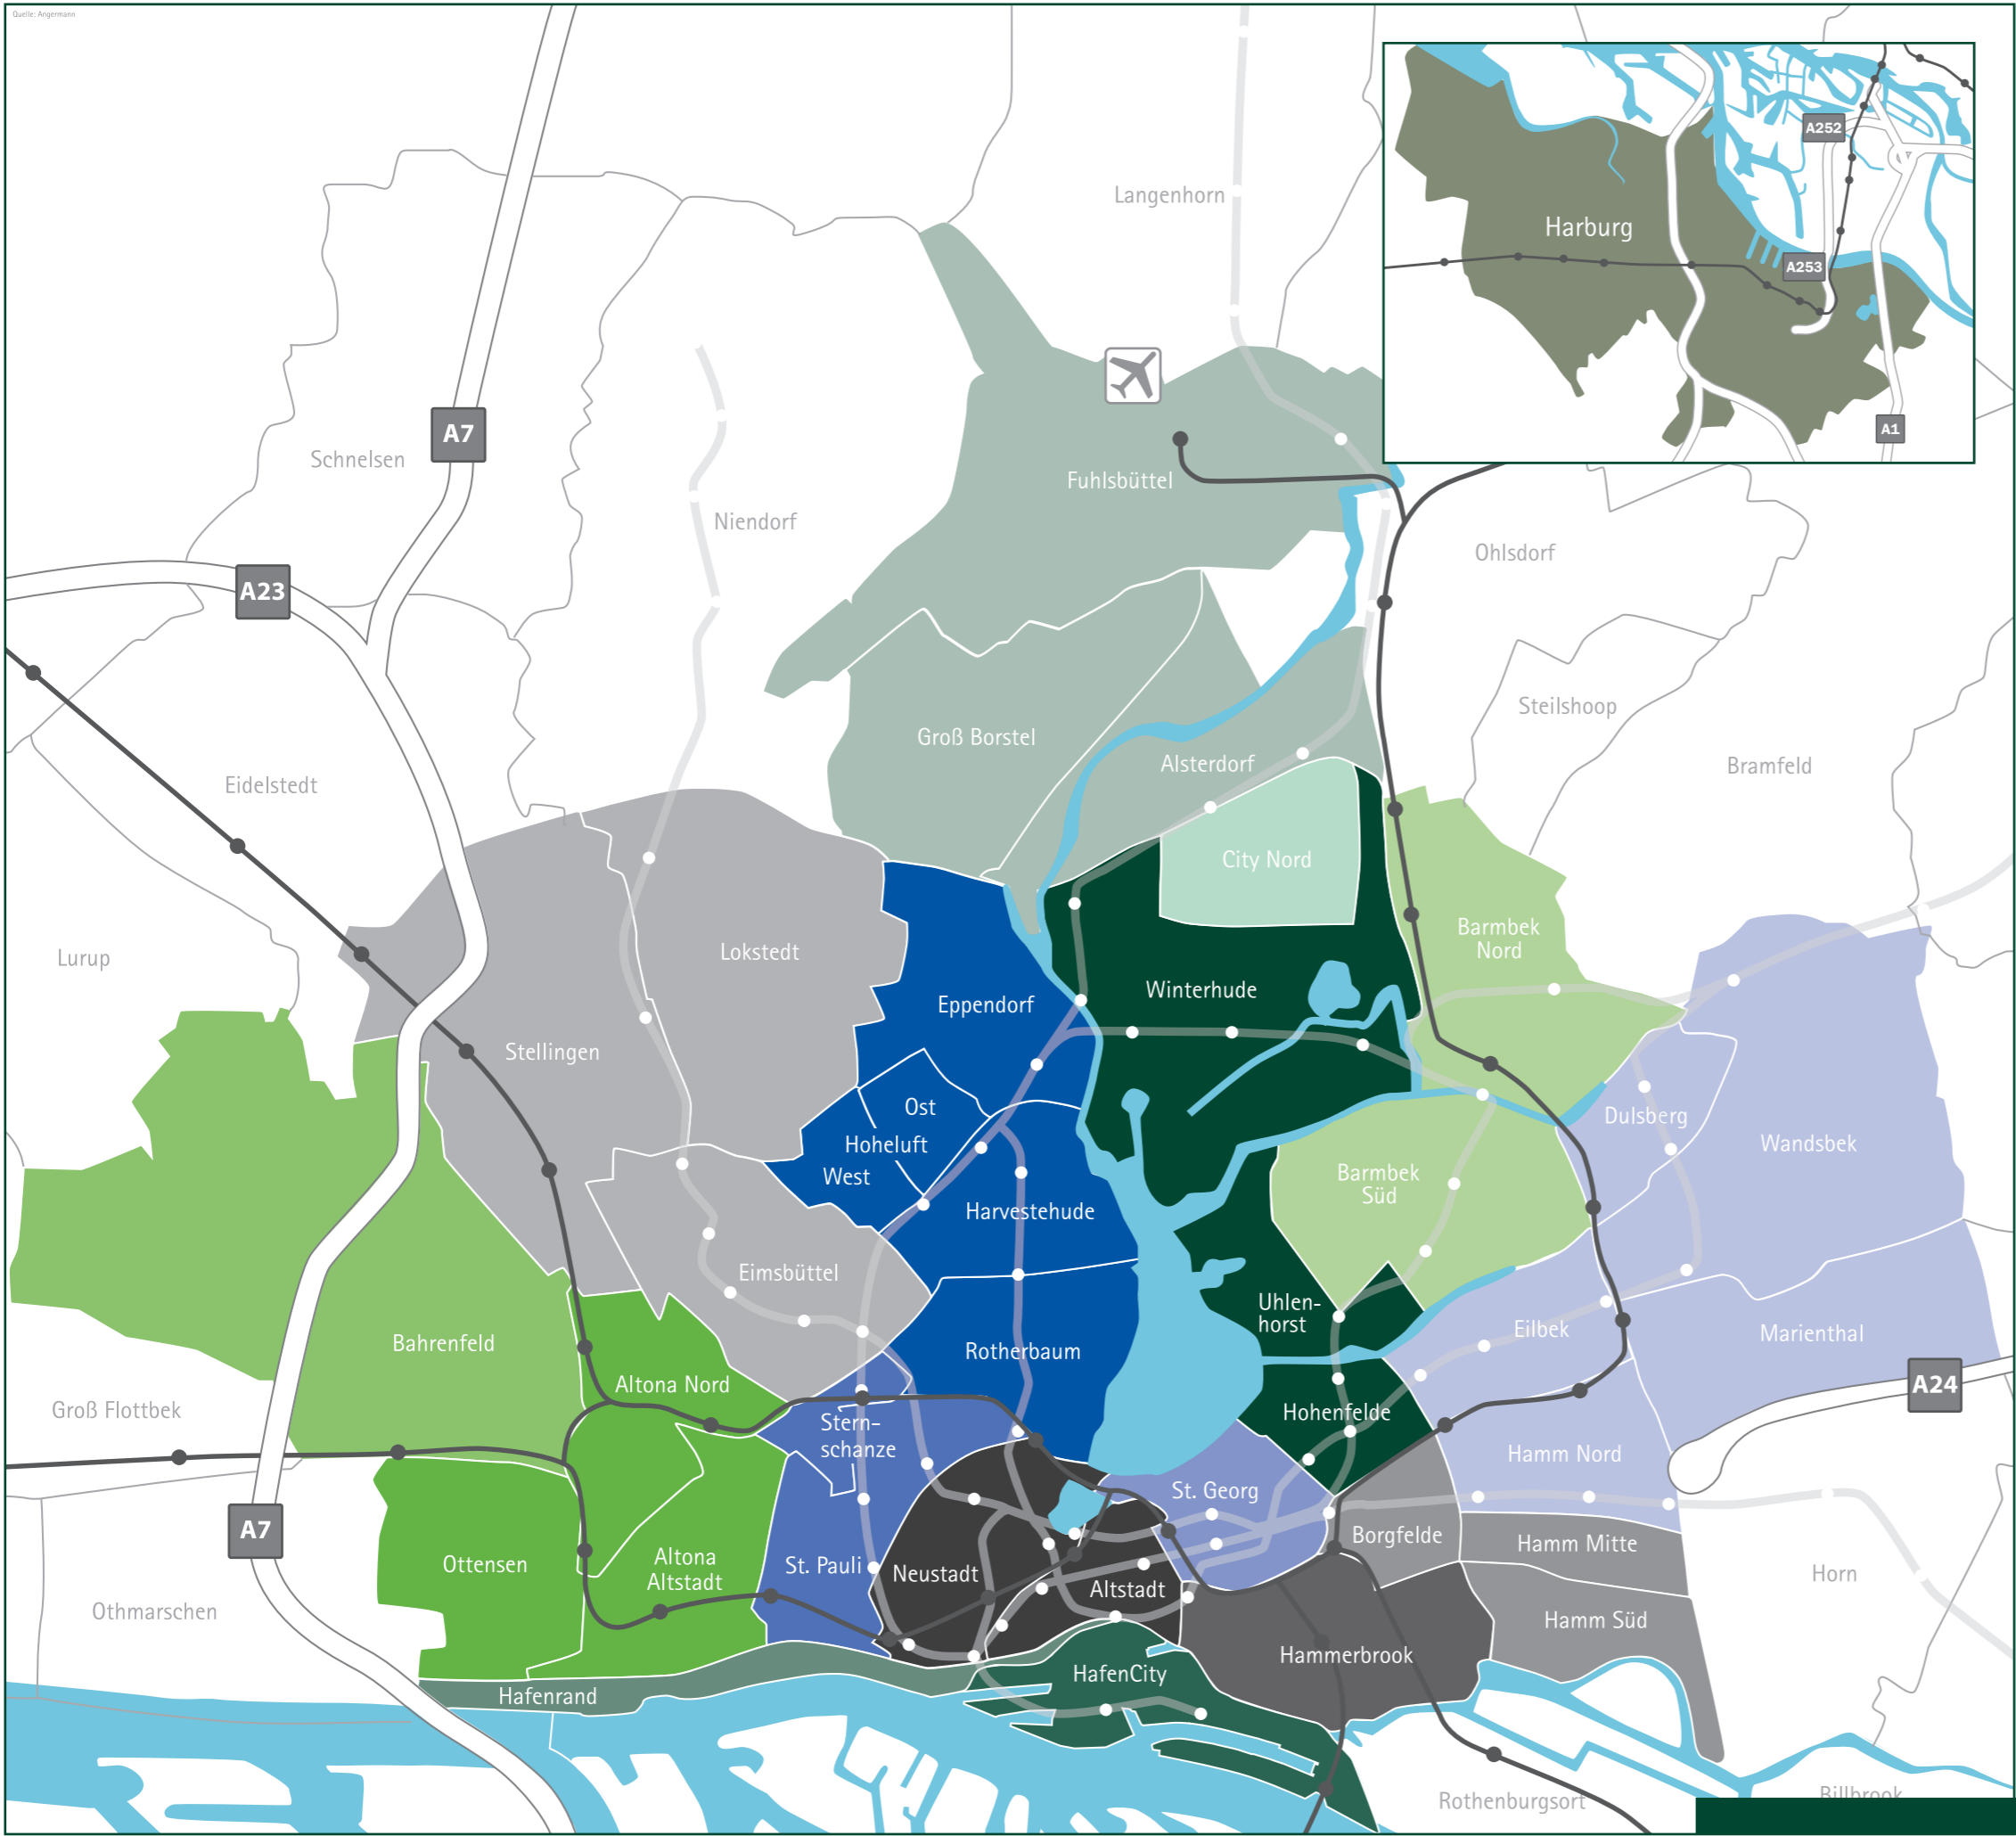 Quelle: Angermann
Langenhorn
A252
Harburg
A253
A1
A7
Schnelsen
Fuhlsbüttel
Niendorf
Ohlsdorf
A23
Steilshoop
Groß Borstel
Alsterdorf
Bramfeld
Eidelstedt
City Nord
Barmbek
Nord
Lokstedt
Lurup
Winterhude
Eppendorf
Stellingen
Ost
Dulsberg
Hoheluft
Wandsbek
West
Barmbek
Süd
Harvestehude
Eimsbüttel
Uhlen-
horst
Eilbek
Marienthal
Bahrenfeld
Rotherbaum
Altona Nord
A24
Groß Flottbek
Hohenfelde
Stern-
schanze
Hamm Nord
St. Georg
A7
Borgfelde
Hamm Mitte
Ottensen
Altona
Altstadt
St. Pauli
Neustadt
Altstadt
Horn
Othmarschen
Hamm Süd
Hammerbrook
HafenCity
Hafenrand
Rothenburgsort
Billbrook